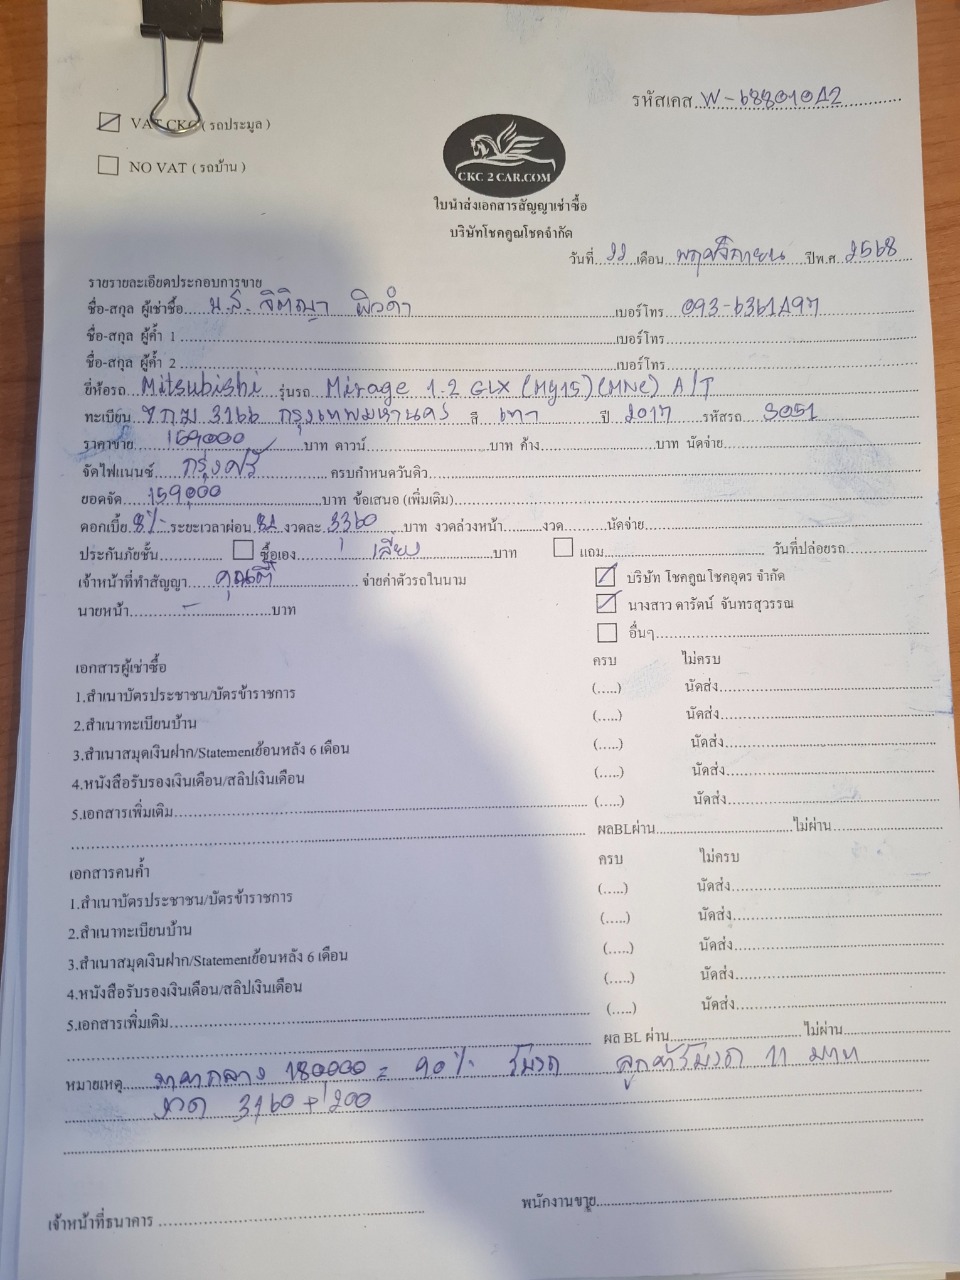 รหัสเคส W-688010A2
VAT CKC ( รถประมูล )
NO VAT ( รถบ้าน )
CKC 2 CAR.COM
ใบนำส่งเอกสารสัญญาเช่าซื้อ
บริษัทโชคคูณโชคจำกัด
วันที่ 22 เดือน พฤศจิกายน ปีพ.ศ. 2568
รายรายละเอียดประกอบการขาย
ชื่อ-สกุล ผู้เช่าซื้อ น.ส. ผิวดำ เบอร์โทร
ชื่อ-สกุล ผู้ค้ำ 1 เบอร์โทร
ชื่อ-สกุล ผู้ค้ำ 2 เบอร์โทร
ยี่ห้อรถ Mitsubishi รุ่นรถ Mirage 1.2 GLX (MY15) (MNC) A/T
ทะเบียน 3166 กรุงเทพมหานคร สี เทา ปี 2017 รหัสรถ 3051
ราคาขาย 159000 บาท ดาวน์ บาท ค้าง บาท นัดจ่าย
จัดไฟแนนซ์ กรุงศรี ครบกำหนดวันคิว
ยอดจัด 159,000 บาท ข้อเสนอ (เพิ่มเติม)
ดอกเบี้ย 8%- ระยะเวลาผ่อน งวดละ 3,360 บาท งวดล่วงหน้า งวด นัดจ่าย
ประกันภัยชั้น ซื้อเอง บาท แถม วันที่ปล่อยรถ
เจ้าหน้าที่ทำสัญญา คุณตี๋ จ่ายค่าตัวรถในนาม บริษัท โชคคูณโชคอุดร จำกัด
นายหน้า - บาท นางสาว ดารัตน์ จันทรสุวรรณ
อื่นๆ
เอกสารผู้เช่าซื้อ ครบ ไม่ครบ
1.สำเนาบัตรประชาชน/บัตรข้าราชการ (.....) นัดส่ง
2.สำเนาทะเบียนบ้าน (.....) นัดส่ง
3.สำเนาสมุดเงินฝาก/Statementย้อนหลัง 6 เดือน (.....) นัดส่ง
4.หนังสือรับรองเงินเดือน/สลิปเงินเดือน (.....) นัดส่ง
5.เอกสารเพิ่มเติม (.....) นัดส่ง
ผลBLผ่าน ไม่ผ่าน
เอกสารคนค้ำ ครบ ไม่ครบ
1.สำเนาบัตรประชาชน/บัตรข้าราชการ (.....) นัดส่ง
2.สำเนาทะเบียนบ้าน (.....) นัดส่ง
3.สำเนาสมุดเงินฝาก/Statementย้อนหลัง 6 เดือน (.....) นัดส่ง
4.หนังสือรับรองเงินเดือน/สลิปเงินเดือน (.....) นัดส่ง
5.เอกสารเพิ่มเติม (.....) นัดส่ง
ผล BL ผ่าน ไม่ผ่าน
หมายเหตุ ราคากลาง 180000 = 90 %- รับรถ ลูกค้ารับรถ
งวด 3,160 + 200
เจ้าหน้าที่ธนาคาร พนักงานขาย